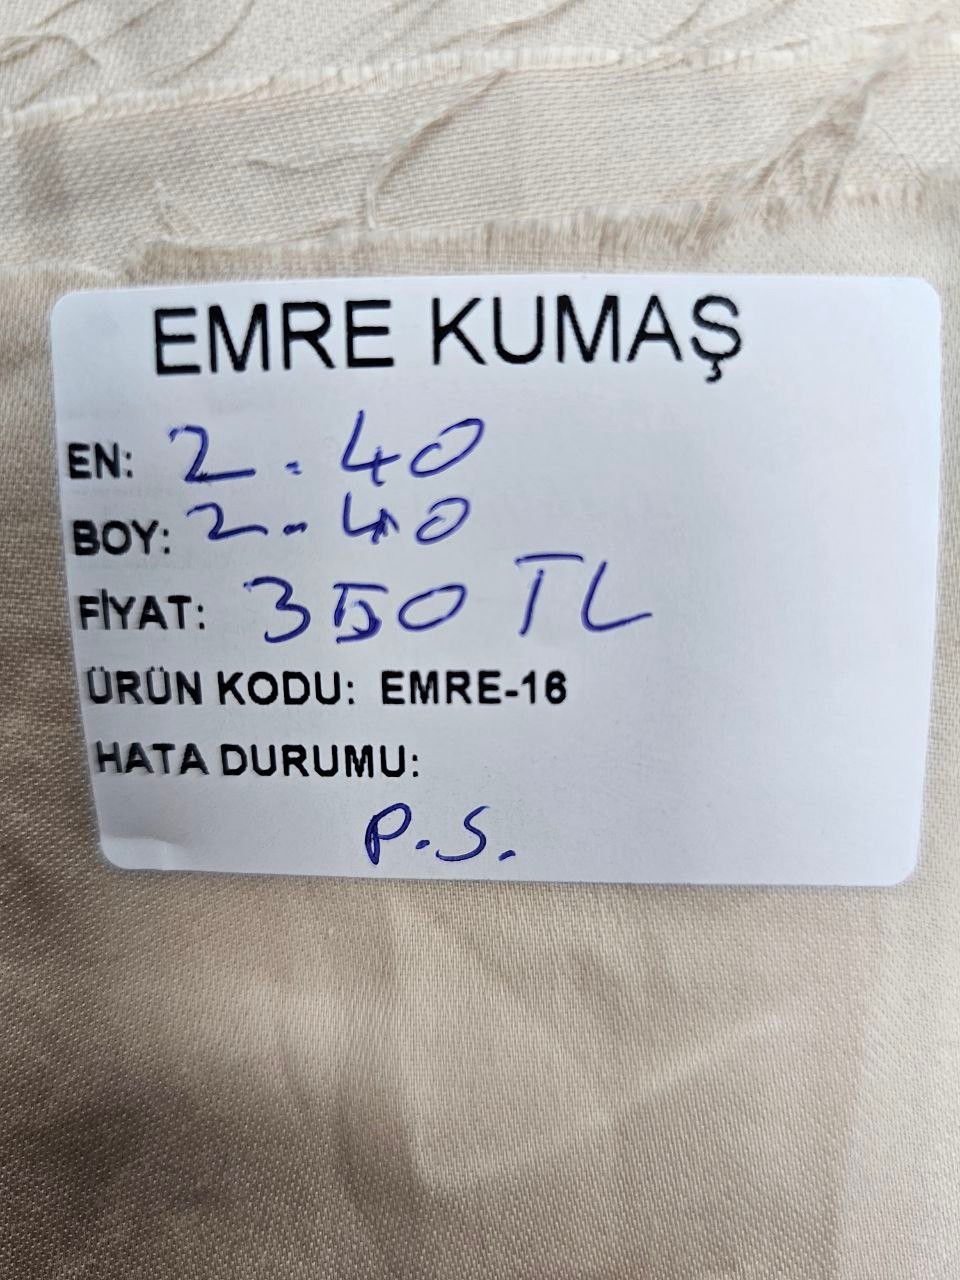 EMRE KUMAŞ
EN: 2.40
BOY: 2.40
FİYAT: 350 TL
ÜRÜN KODU: EMRE-16
HATA DURUMU:
P.S.